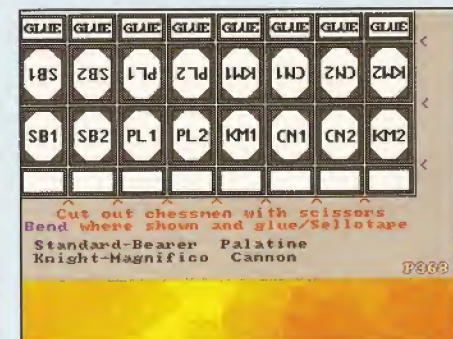 GLUE GLUE GLUE GLUE GLUE GLUE GLUE GLUE
SB1 SB2 PL1 PL2 KM1 CN1 CN2 KM2
SB1 SB2 PL1 PL2 KM1 CN1 CN2 KM2
Cut out chessmen with scissors
Bend where shown and glue/Sellotape
Standard-Bearer Palatine
Knight-Magnifico Cannon
P368